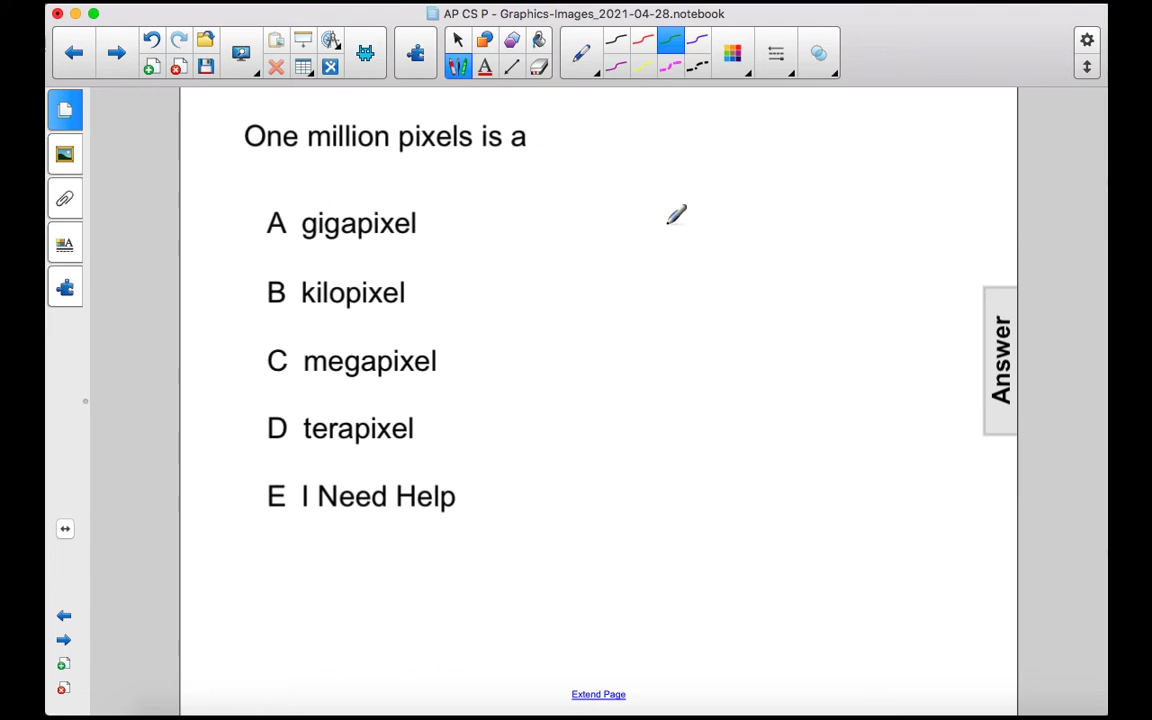 AP CS P - Graphics-Images_2021-04-28.notebook
One million pixels is a
A gigapixel
B kilopixel
C megapixel
D terapixel
E I Need Help
Answer
Extend Page